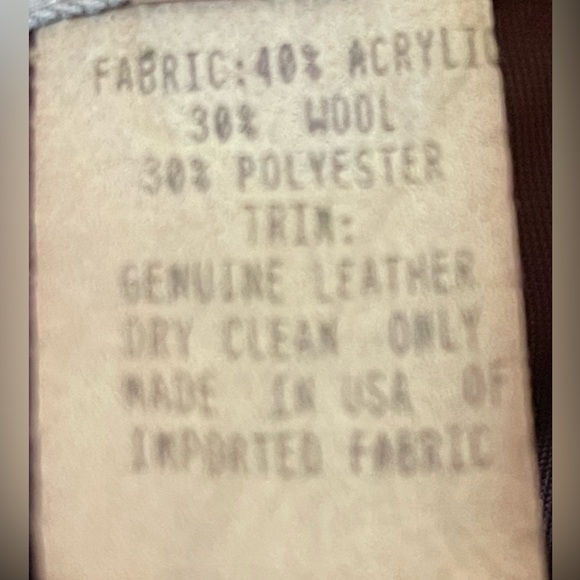 FABRIC:40% ACRYLIC
30% WOOL
30% POLYESTER
TRIM:
GENUINE LEATHER
DRY CLEAN ONLY
MADE IN USA OF
IMPORTED FABRIC